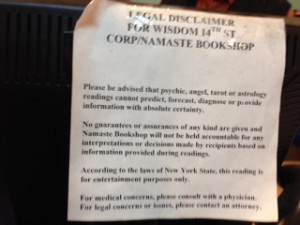 LEGAL DISCLAIMER
FOR WISDOM 14TH ST
CORP/NAMASTE BOOKSHOP
Please be advised that psychic, angel, tarot or astrology
readings cannot predict, forecast, diagnose or provide
information with absolute certainty.
No guarantees or assurances of any kind are given and
Namaste Bookshop will not be held accountable for any
interpretations or decisions made by recipients based on
information provided during readings.
According to the laws of New York State, this reading is
for entertainment purposes only.
For medical concerns, please consult with a physician.
For legal concerns or issues, please contact an attorney.